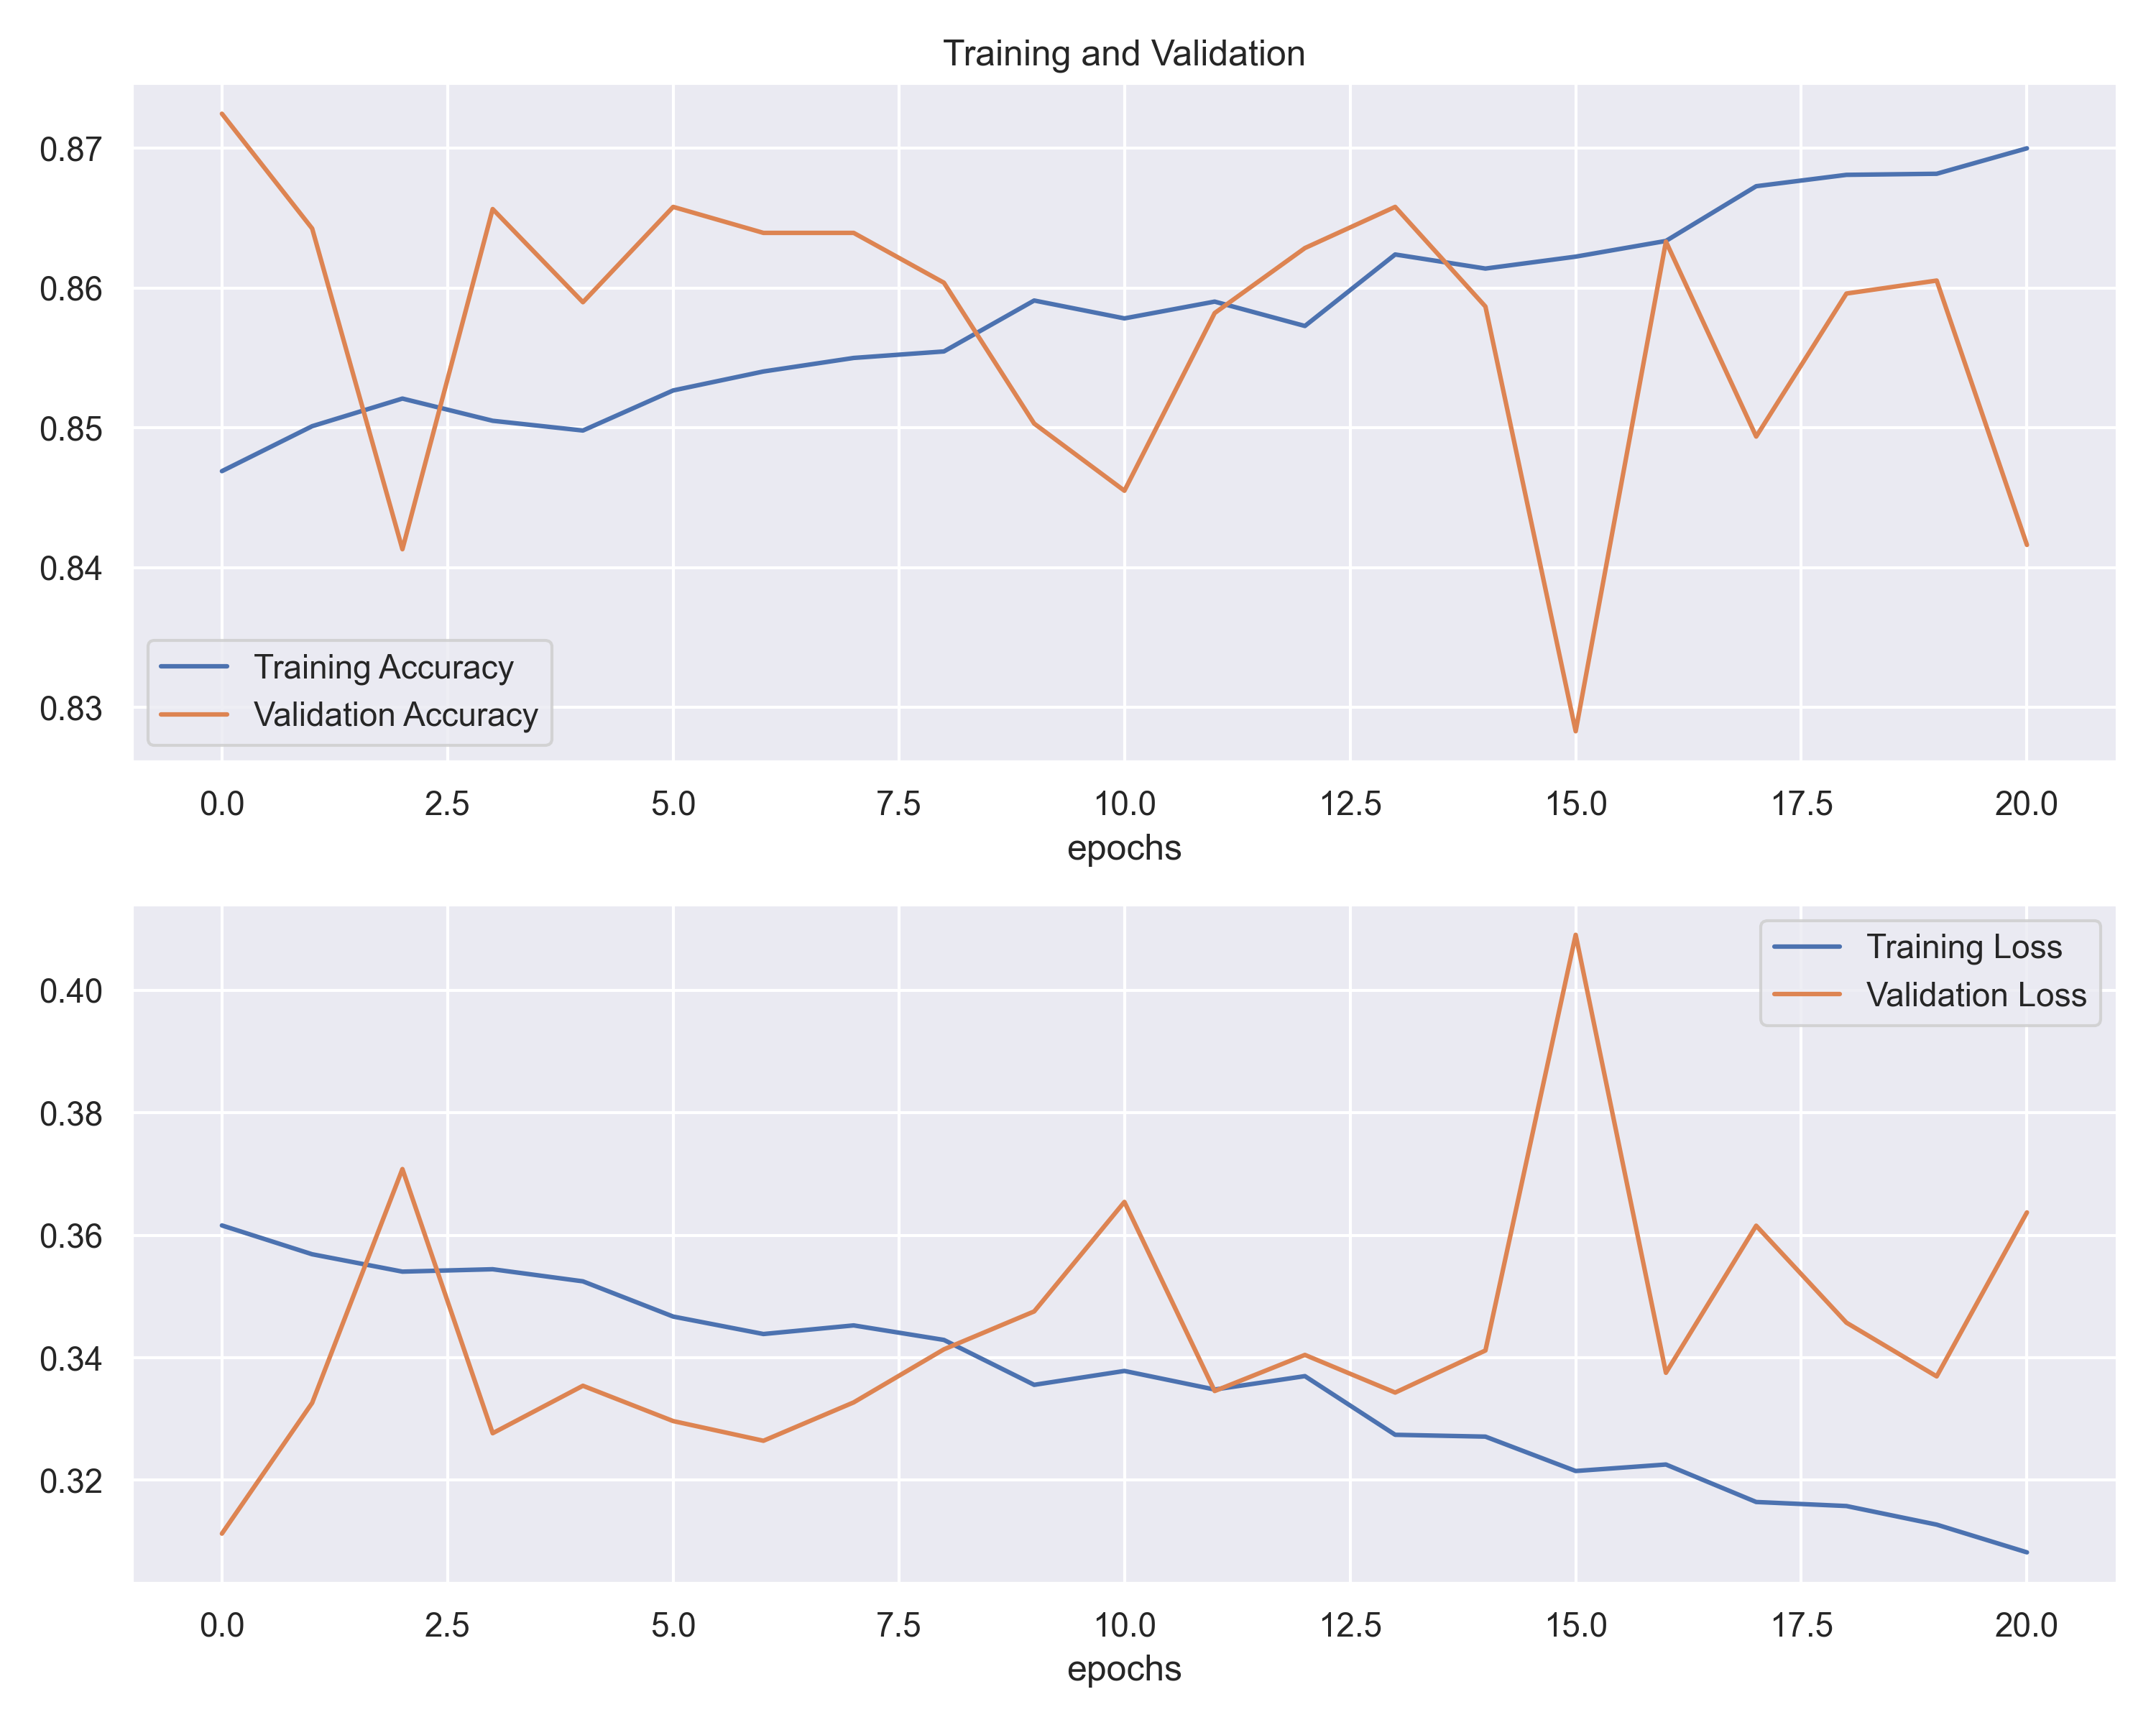 Training and Validation
0.87
0.86
0.85
0.84
0.83
Training Accuracy
Validation Accuracy
0.0 2.5 5.0 7.5 10.0 12.5 15.0 17.5 20.0
epochs
Training Loss
Validation Loss
0.40
0.38
0.36
0.34
0.32
0.0 2.5 5.0 7.5 10.0 12.5 15.0 17.5 20.0
epochs